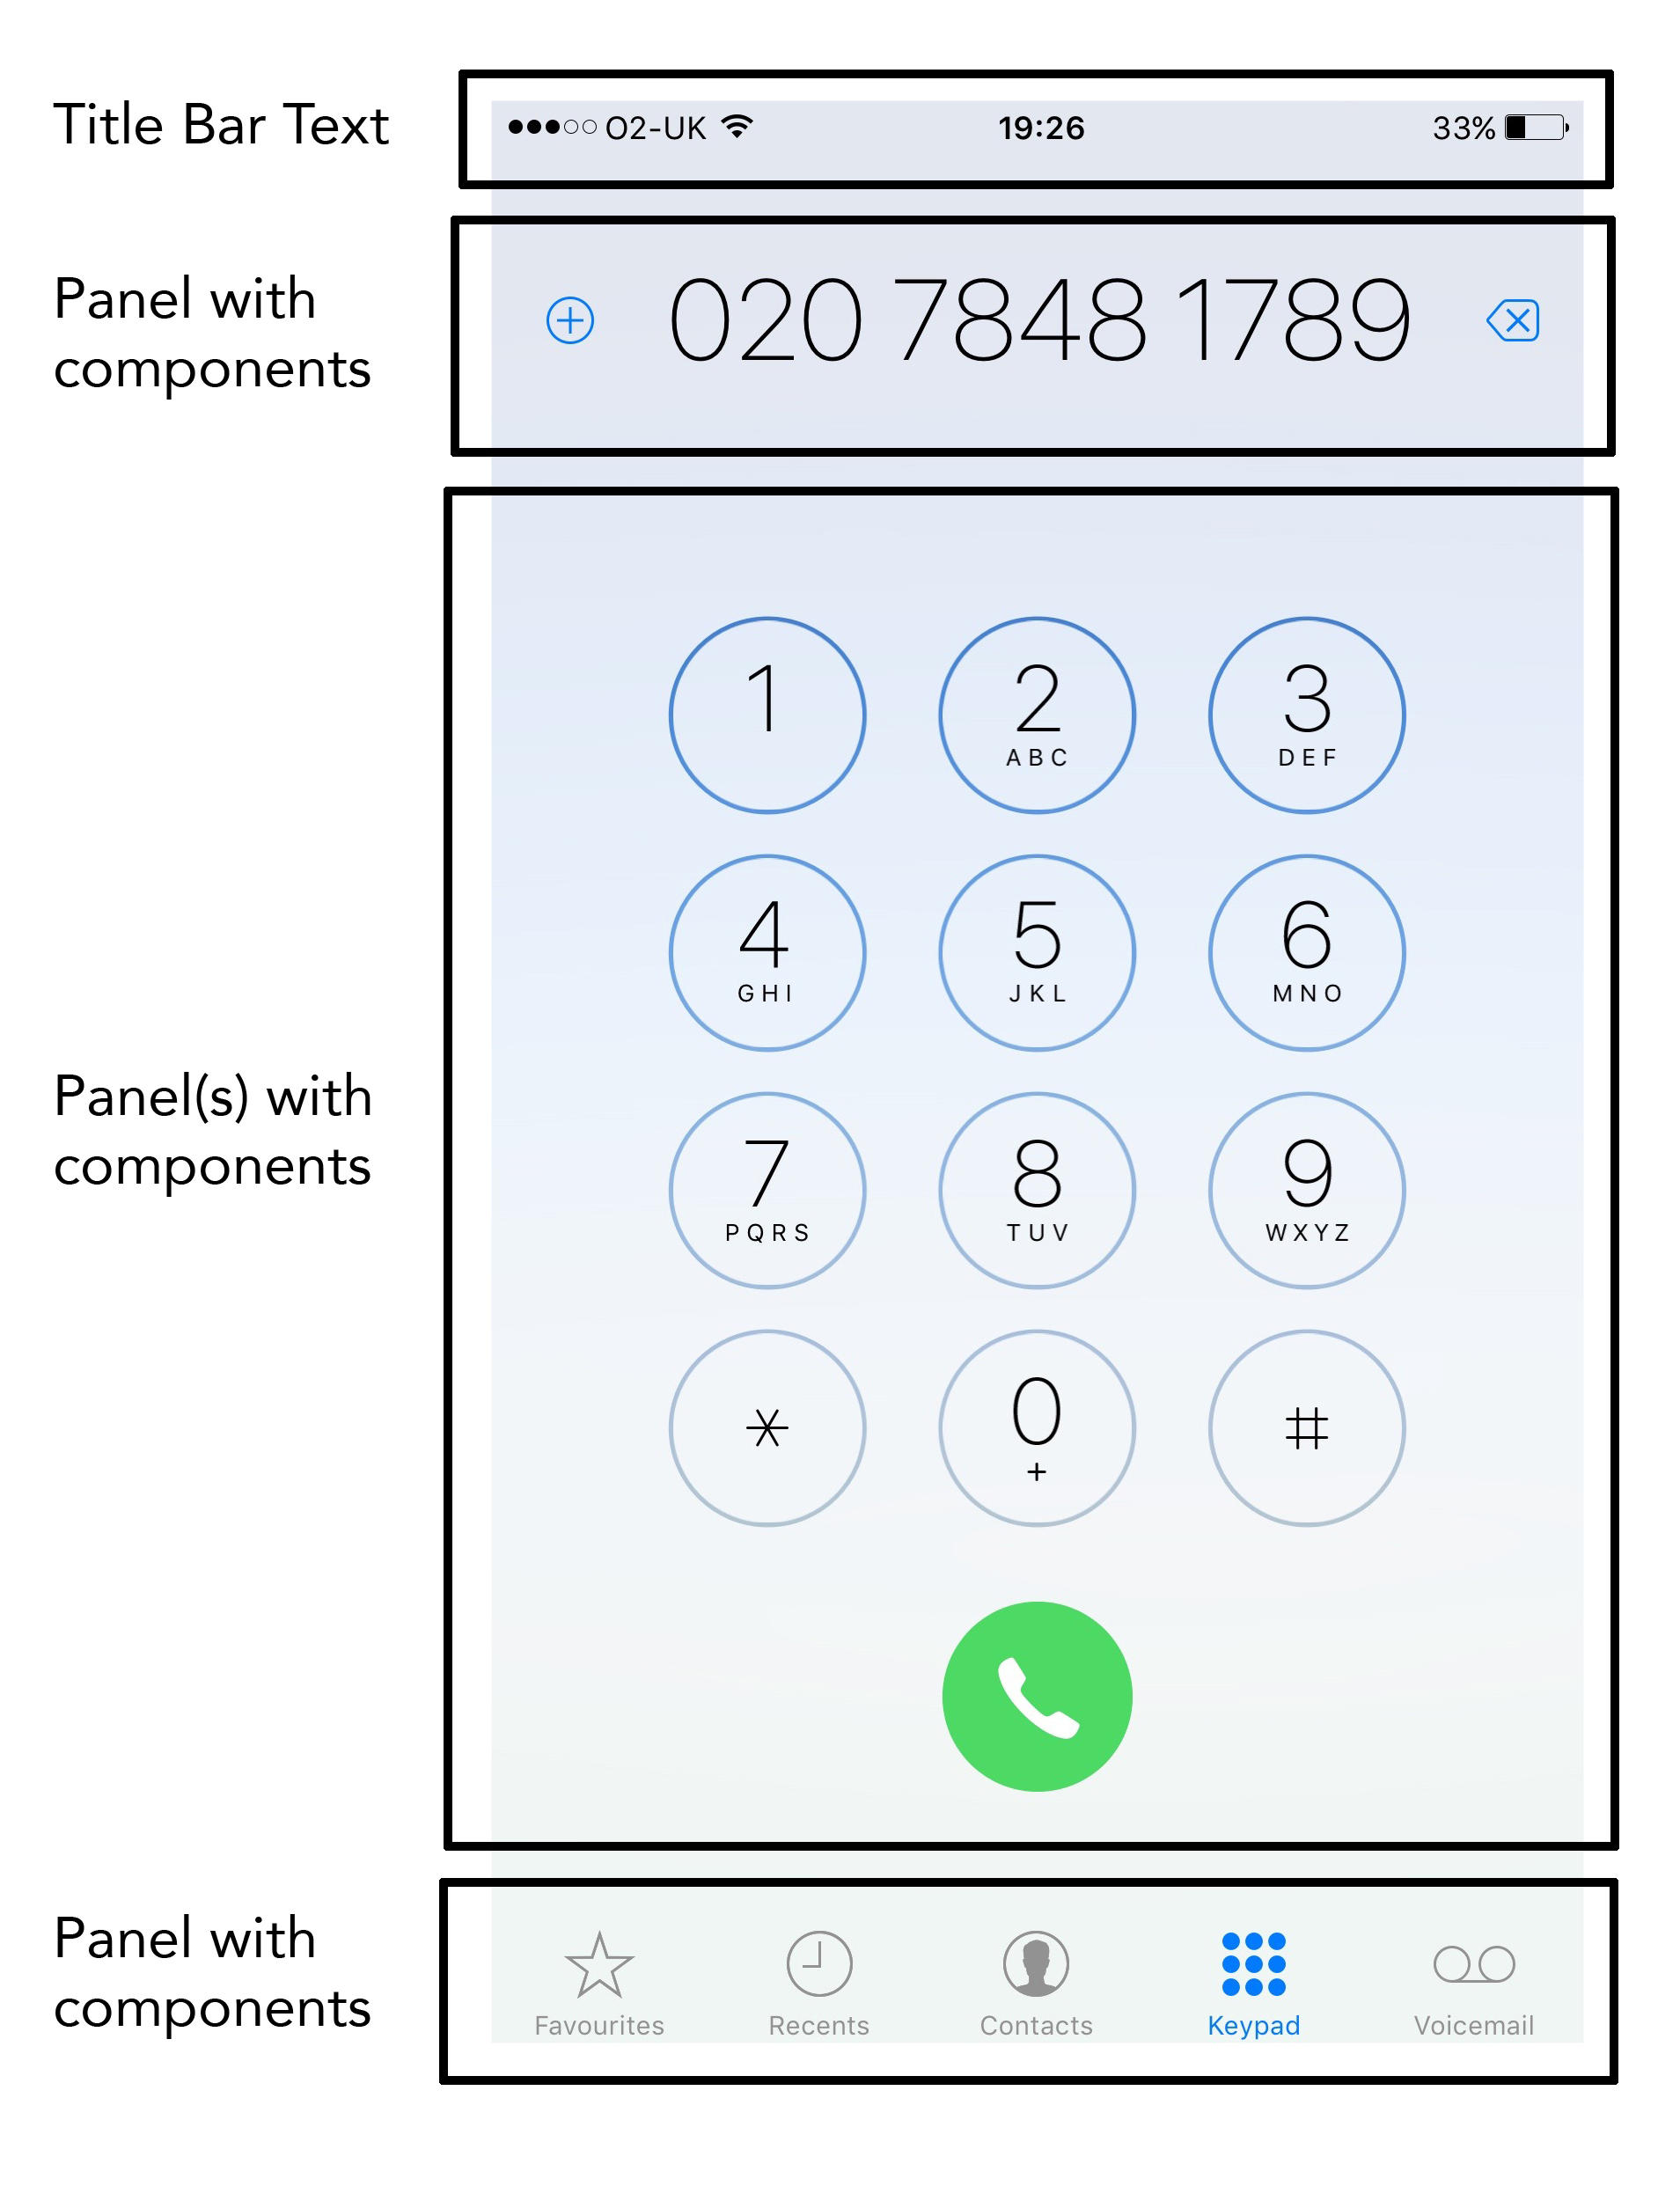 Title Bar Text
O2-UK 19:26 33%
Panel with
components
020 7848 1789
1 2 3
ABC DEF
4 5 6
GHI JKL MNO
Panel(s) with
components
7 8 9
PQRS TUV WXYZ
* 0 #
+
Panel with
components
Favourites Recents Contacts Keypad Voicemail